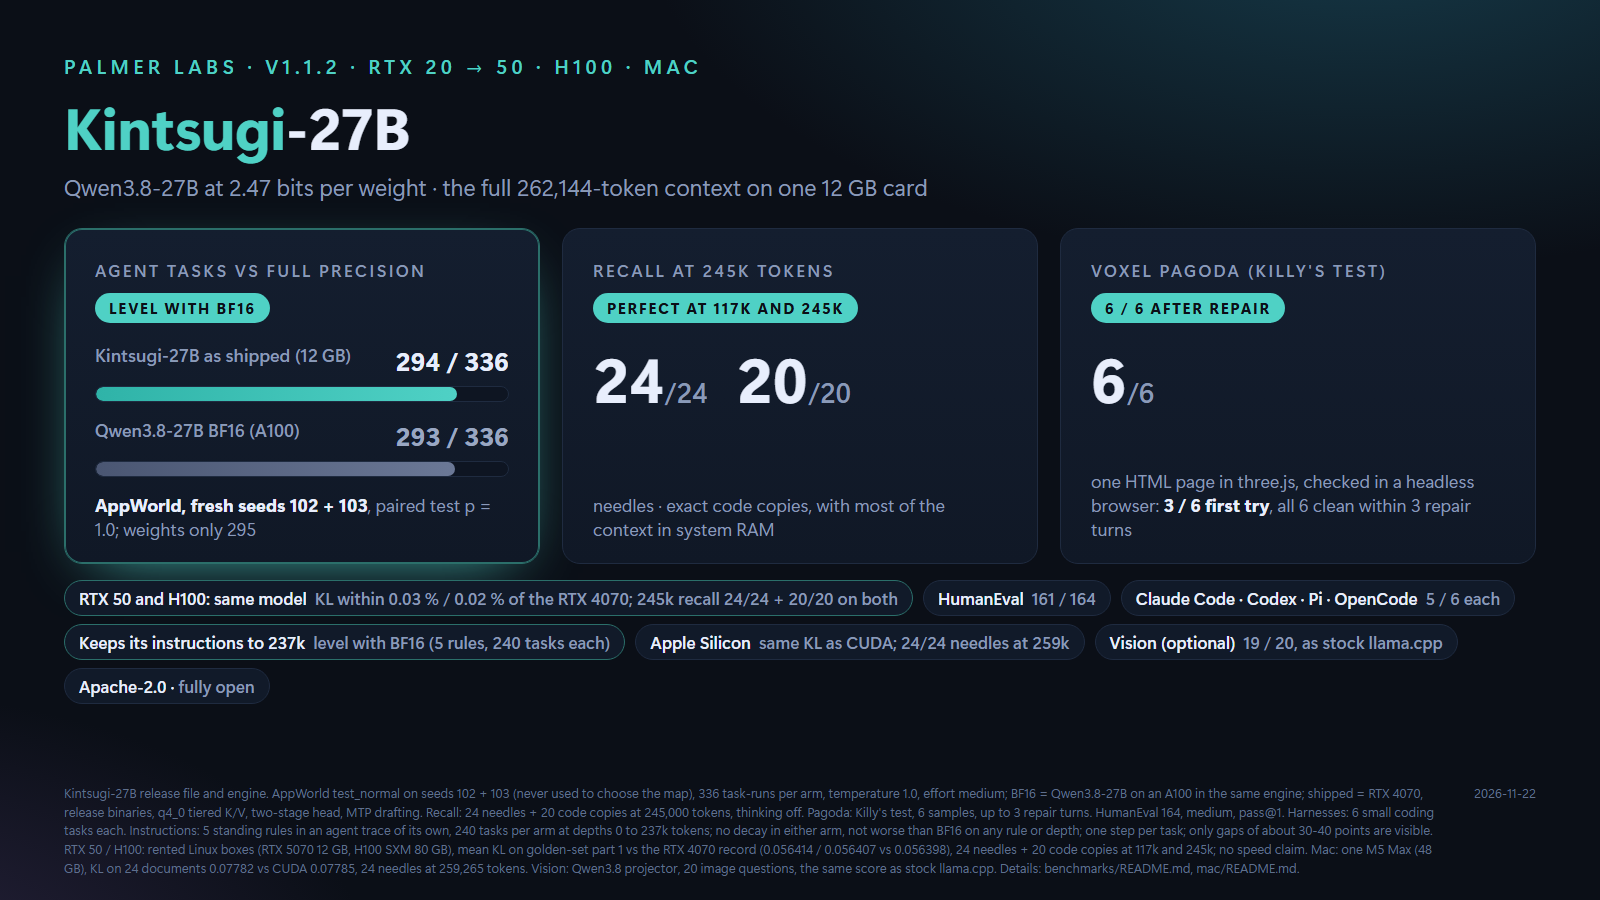 PALMER LABS · V1.1.2 · RTX 20 → 50 · H100 · MAC
Kintsugi-27B
Qwen3.8-27B at 2.47 bits per weight · the full 262,144-token context on one 12 GB card
AGENT TASKS VS FULL PRECISION
LEVEL WITH BF16
Kintsugi-27B as shipped (12 GB) 294 / 336
Qwen3.8-27B BF16 (A100) 293 / 336
AppWorld, fresh seeds 102 + 103, paired test p =
1.0; weights only 295
RECALL AT 245K TOKENS
PERFECT AT 117K AND 245K
24/24 20/20
needles · exact code copies, with most of the
context in system RAM
VOXEL PAGODA (KILLY'S TEST)
6 / 6 AFTER REPAIR
6/6
one HTML page in three.js, checked in a headless
browser: 3 / 6 first try, all 6 clean within 3 repair
turns
RTX 50 and H100: same model KL within 0.03 % / 0.02 % of the RTX 4070; 245k recall 24/24 + 20/20 on both
HumanEval 161 / 164
Claude Code · Codex · Pi · OpenCode 5 / 6 each
Keeps its instructions to 237k level with BF16 (5 rules, 240 tasks each)
Apple Silicon same KL as CUDA; 24/24 needles at 259k
Vision (optional) 19 / 20, as stock llama.cpp
Apache-2.0 · fully open
Kintsugi-27B release file and engine. AppWorld test_normal on seeds 102 + 103 (never used to choose the map), 336 task-runs per arm, temperature 1.0, effort medium; BF16 = Qwen3.8-27B on an A100 in the same engine; shipped = RTX 4070,
release binaries, q4_0 tiered K/V, two-stage head, MTP drafting. Recall: 24 needles + 20 code copies at 245,000 tokens, thinking off. Pagoda: Killy's test, 6 samples, up to 3 repair turns. HumanEval 164, medium, pass@1. Harnesses: 6 small coding
tasks each. Instructions: 5 standing rules in an agent trace of its own, 240 tasks per arm at depths 0 to 237k tokens; no decay in either arm, not worse than BF16 on any rule or depth; one step per task; only gaps of about 30-40 points are visible.
RTX 50 / H100: rented Linux boxes (RTX 5070 12 GB, H100 SXM 80 GB), mean KL on golden-set part 1 vs the RTX 4070 record (0.056414 / 0.056407 vs 0.056398), 24 needles + 20 code copies at 117k and 245k; no speed claim. Mac: one M5 Max (48
GB), KL on 24 documents 0.07782 vs CUDA 0.07785, 24 needles at 259,265 tokens. Vision: Qwen3.8 projector, 20 image questions, the same score as stock llama.cpp. Details: benchmarks/README.md, mac/README.md.
2026-11-22